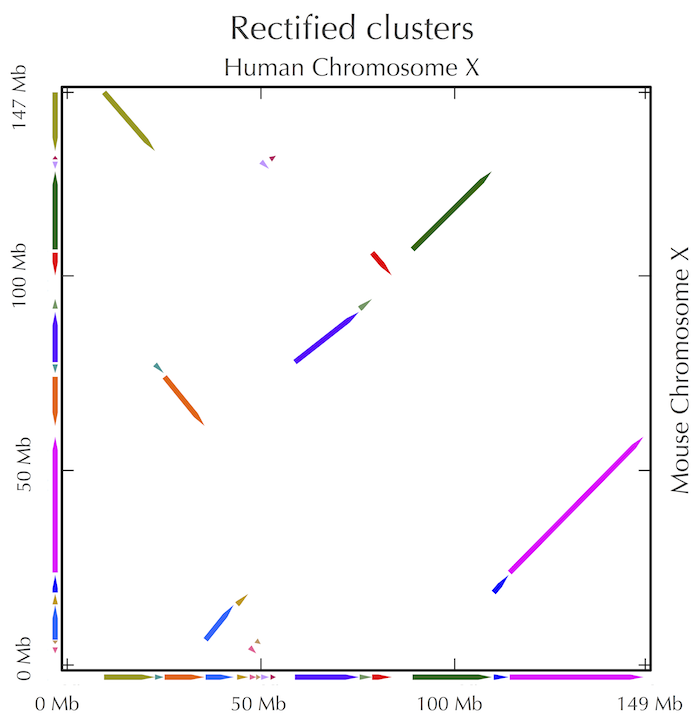 Rectified clusters
Human Chromosome X
147 Mb
100 Mb
50 Mb
0 Mb
Mouse Chromosome X
0 Mb
50 Mb
100 Mb
149 Mb